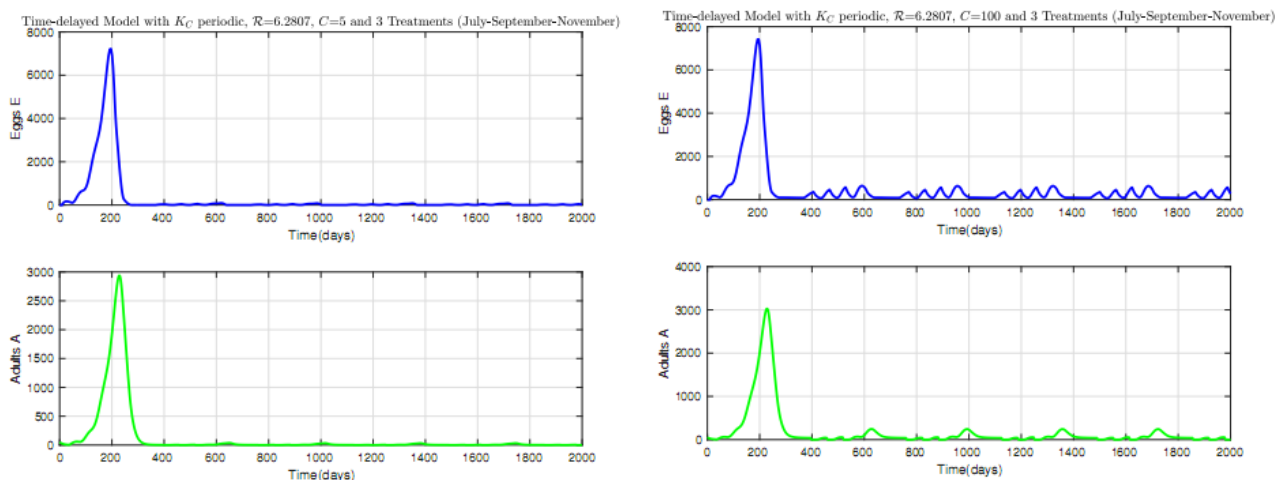 Time-delayed Model with K_C periodic, R=6.2807, C=5 and 3 Treatments (July-September-November)
8000
6000
4000
2000
0
Eggs E
0 200 400 600 800 1000 1200 1400 1600 1800 2000
Time(days)
3000
2500
2000
1500
1000
500
0
Adults A
0 200 400 600 800 1000 1200 1400 1600 1800 2000
Time(days)
Time-delayed Model with K_C periodic, R=6.2807, C=100 and 3 Treatments (July-September-November)
8000
6000
4000
2000
0
Eggs E
0 200 400 600 800 1000 1200 1400 1600 1800 2000
Time(days)
4000
3000
2000
1000
0
Adults A
0 200 400 600 800 1000 1200 1400 1600 1800 2000
Time(days)